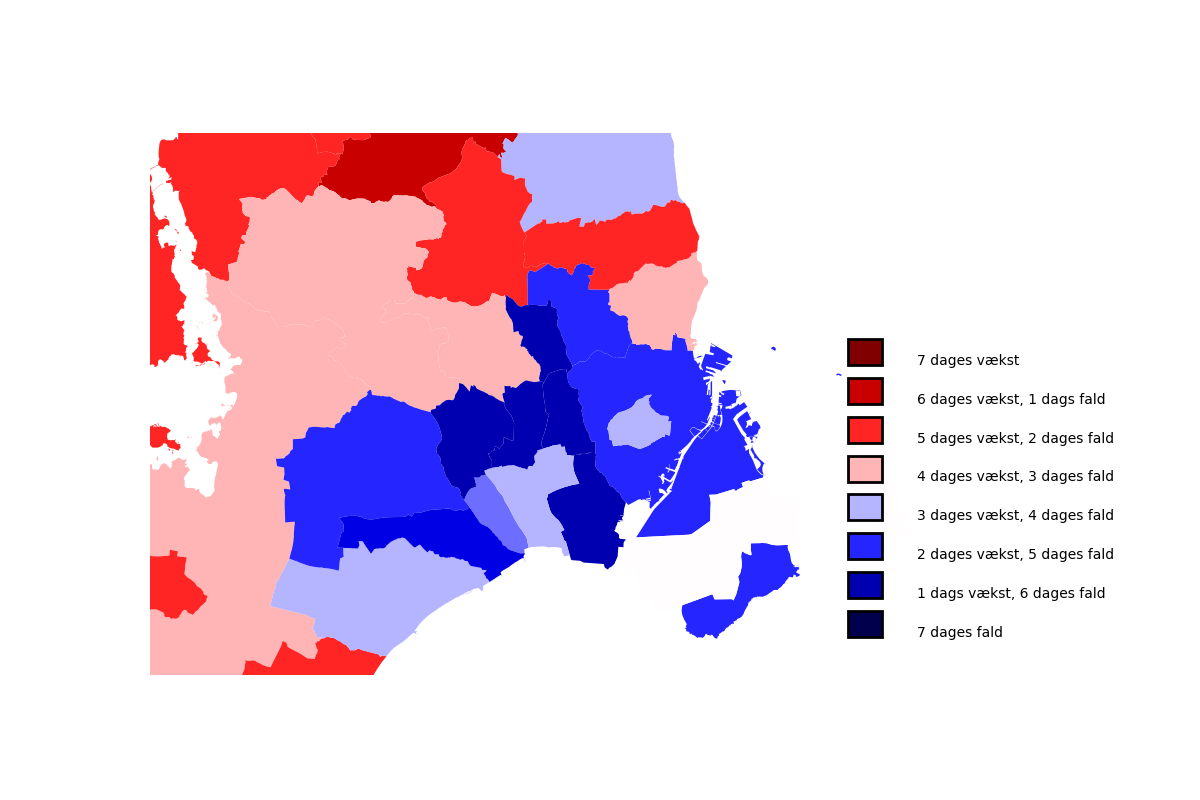 7 dages vækst
6 dages vækst, 1 dags fald
5 dages vækst, 2 dages fald
4 dages vækst, 3 dages fald
3 dages vækst, 4 dages fald
2 dages vækst, 5 dages fald
1 dags vækst, 6 dages fald
7 dages fald